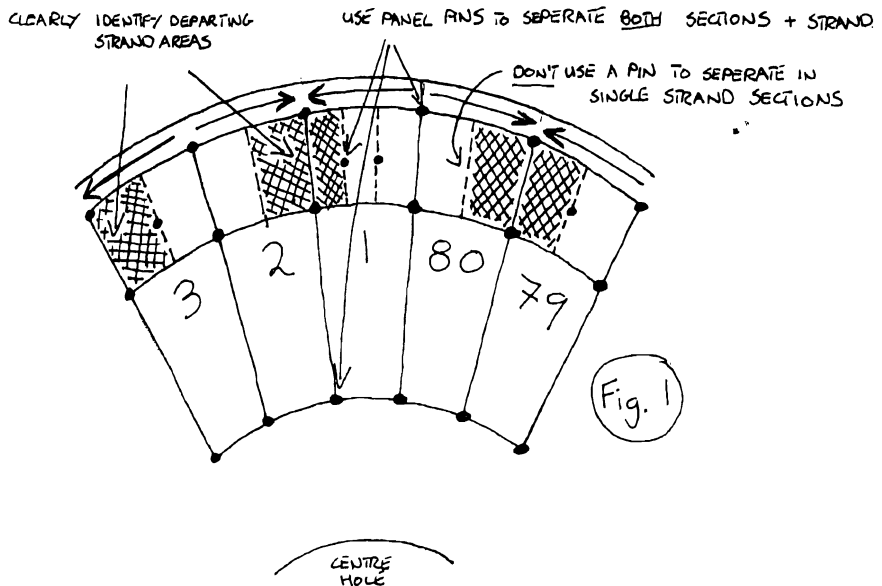 CLEARLY IDENTIFY DEPARTING
STRAND AREAS
USE PANEL PINS TO SEPERATE BOTH SECTIONS + STRAND.
DON'T USE A PIN TO SEPERATE IN
SINGLE STRAND SECTIONS
3 2 1 80 79
Fig. 1
CENTRE
HOLE